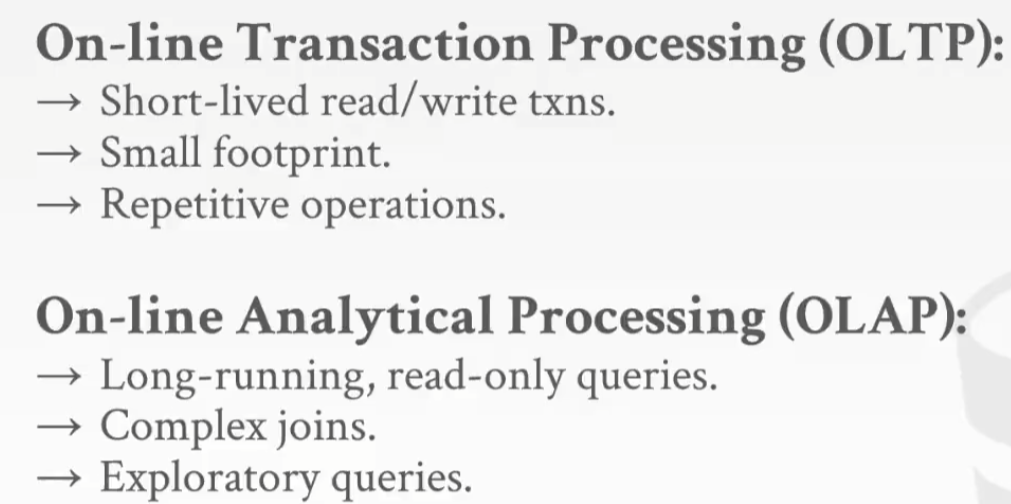 On-line Transaction Processing (OLTP):
→ Short-lived read/write txns.
→ Small footprint.
→ Repetitive operations.
On-line Analytical Processing (OLAP):
→ Long-running, read-only queries.
→ Complex joins.
→ Exploratory queries.